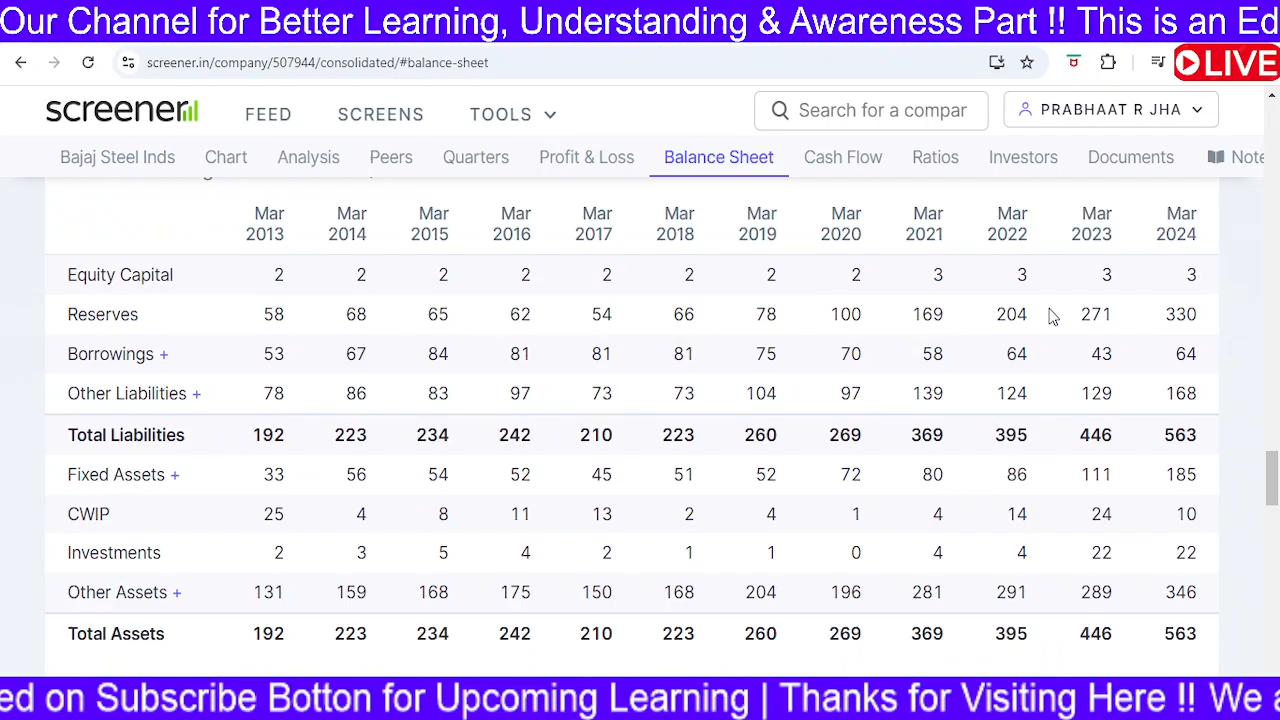 Our Channel for Better Learning, Understanding & Awareness Part !! This is an Ed
screener.in/company/507944/consolidated/#balance-sheet
LIVE
screener FEED SCREENS TOOLS Search for a compar PRABHAAT R JHA
Bajaj Steel Inds Chart Analysis Peers Quarters Profit & Loss Balance Sheet Cash Flow Ratios Investors Documents Note
Mar 2013 Mar 2014 Mar 2015 Mar 2016 Mar 2017 Mar 2018 Mar 2019 Mar 2020 Mar 2021 Mar 2022 Mar 2023 Mar 2024
Equity Capital 2 2 2 2 2 2 2 2 3 3 3 3
Reserves 58 68 65 62 54 66 78 100 169 204 271 330
Borrowings + 53 67 84 81 81 81 75 70 58 64 43 64
Other Liabilities + 78 86 83 97 73 73 104 97 139 124 129 168
Total Liabilities 192 223 234 242 210 223 260 269 369 395 446 563
Fixed Assets + 33 56 54 52 45 51 52 72 80 86 111 185
CWIP 25 4 8 11 13 2 4 1 4 14 24 10
Investments 2 3 5 4 2 1 1 0 4 4 22 22
Other Assets + 131 159 168 175 150 168 204 196 281 291 289 346
Total Assets 192 223 234 242 210 223 260 269 369 395 446 563
ed on Subscribe Botton for Upcoming Learning | Thanks for Visiting Here !! We a